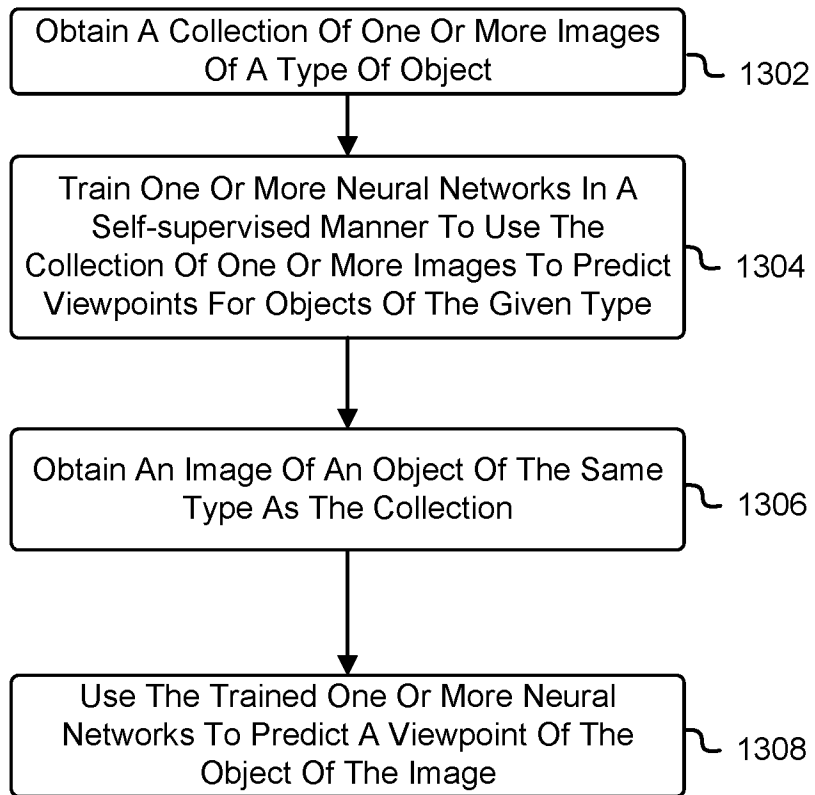 Obtain A Collection Of One Or More Images
Of A Type Of Object
1302
Train One Or More Neural Networks In A
Self-supervised Manner To Use The
Collection Of One Or More Images To Predict
Viewpoints For Objects Of The Given Type
1304
Obtain An Image Of An Object Of The Same
Type As The Collection
1306
Use The Trained One Or More Neural
Networks To Predict A Viewpoint Of The
Object Of The Image
1308